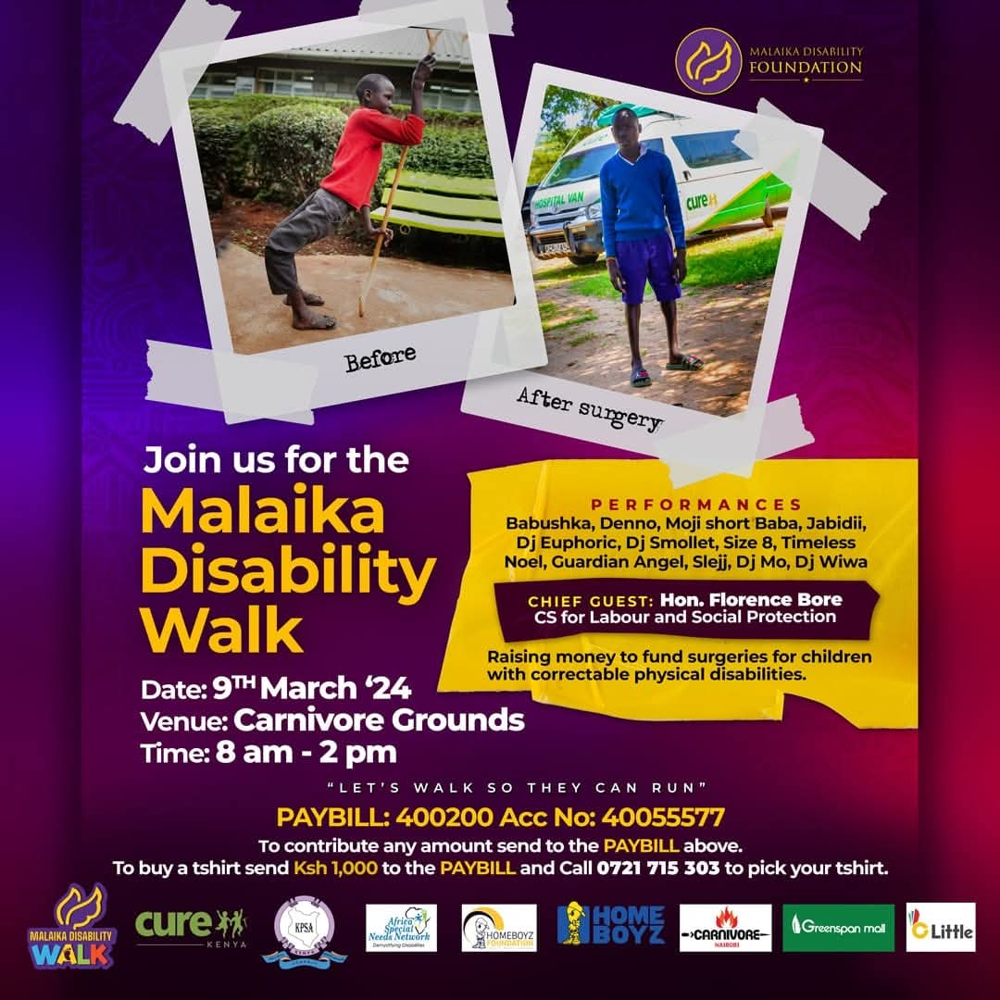 MALAIKA DISABILITY
FOUNDATION
HOSPITAL VAN
cure
Before
After surgery
Join us for the
Malaika
Disability
Walk
Date: 9TH March ‘24
Venue: Carnivore Grounds
Time: 8 am - 2 pm
PERFORMANCES
Babushka, Denno, Moji short Baba, Jabidii,
Dj Euphoric, Dj Smollet, Size 8, Timeless
Noel, Guardian Angel, Slejj, Dj Mo, Dj Wiwa
CHIEF GUEST: Hon. Florence Bore
CS for Labour and Social Protection
Raising money to fund surgeries for children
with correctable physical disabilities.
“LET’S WALK SO THEY CAN RUN”
PAYBILL: 400200 Acc No: 40055577
To contribute any amount send to the PAYBILL above.
To buy a tshirt send Ksh 1,000 to the PAYBILL and Call 0721 715 303 to pick your tshirt.
MALAIKA DISABILITY
WALK
cure
KENYA
KPSA
Africa
Special
Needs Network
Demystifying Disabilities
HOMEBOYZ
FOUNDATION
HOME
BOYZ
CARNIVORE
NAIROBI
Greenspan mall
Little